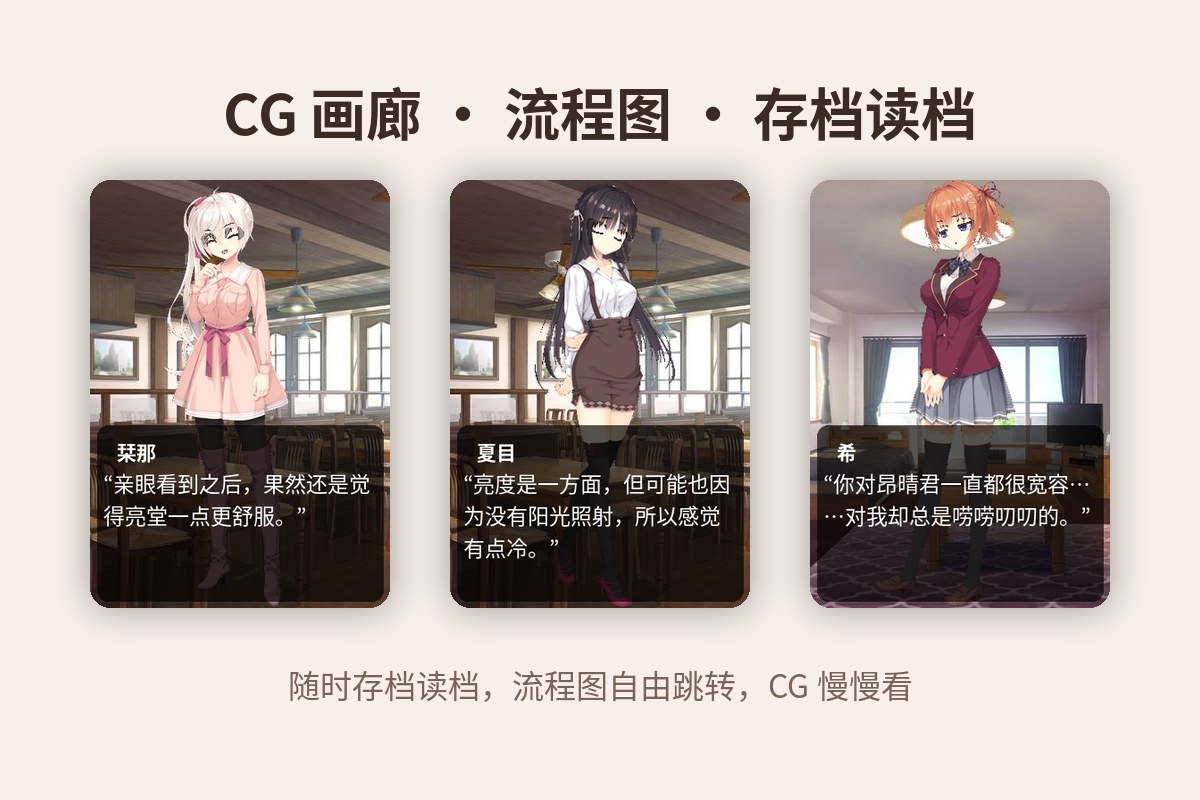 CG 画廊 · 流程图 · 存档读档
栞那
“亲眼看到之后，果然还是觉
得亮堂一点更舒服。”
夏目
“亮度是一方面，但可能也因
为没有阳光照射，所以感觉
有点冷。”
希
“你对昂晴君一直都很宽容…
…对我却总是唠唠叨叨的。”
随时存档读档，流程图自由跳转，CG 慢慢看